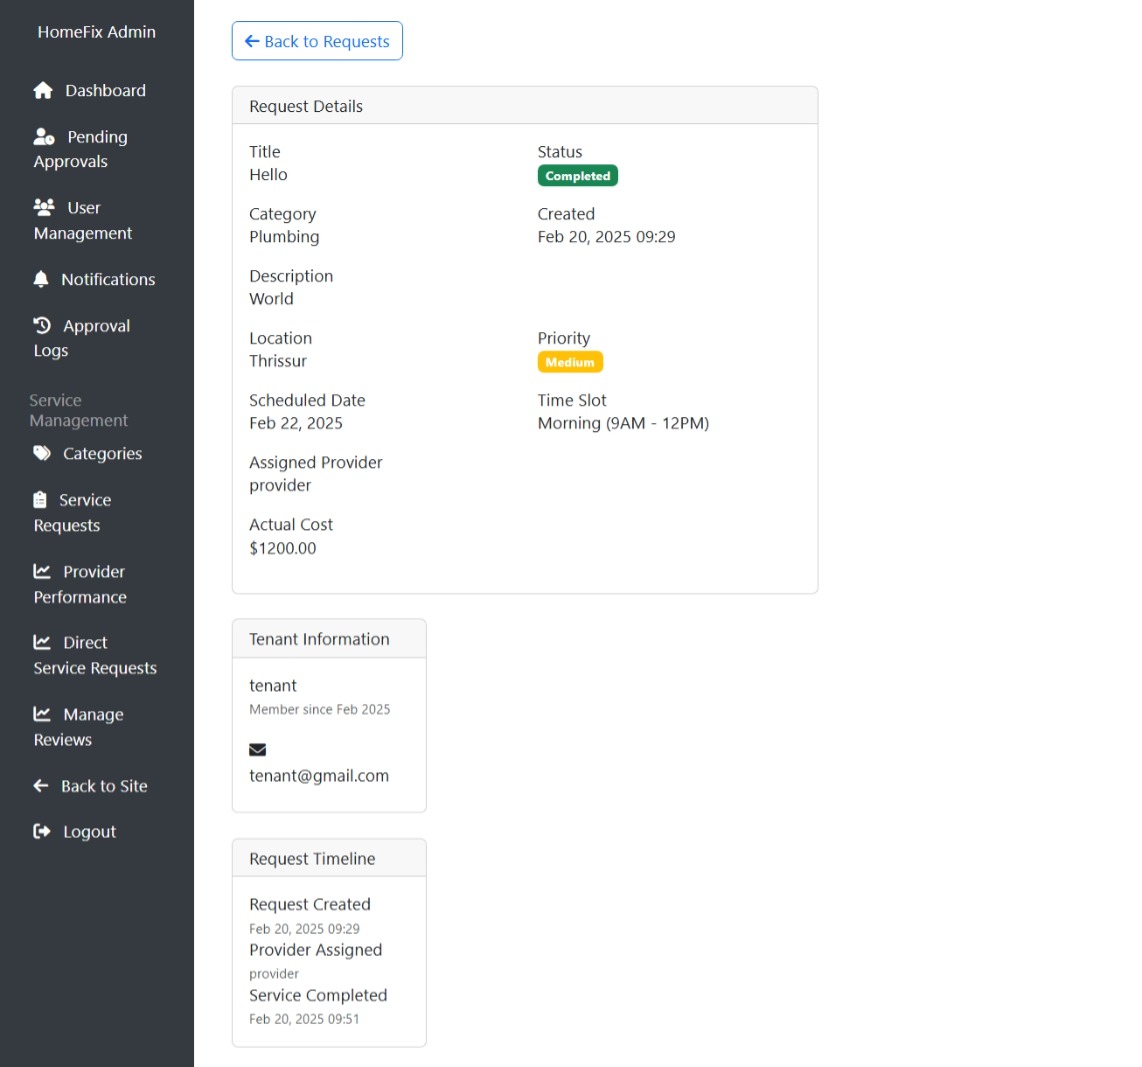 HomeFix Admin
Dashboard
Pending
Approvals
User
Management
Notifications
Approval
Logs
Service
Management
Categories
Service
Requests
Provider
Performance
Direct
Service Requests
Manage
Reviews
Back to Site
Logout
Back to Requests
Request Details
Title
Hello
Status
Completed
Category
Plumbing
Created
Feb 20, 2025 09:29
Description
World
Location
Thrissur
Priority
Medium
Scheduled Date
Feb 22, 2025
Time Slot
Morning (9AM - 12PM)
Assigned Provider
provider
Actual Cost
$1200.00
Tenant Information
tenant
Member since Feb 2025
tenant@gmail.com
Request Timeline
Request Created
Feb 20, 2025 09:29
Provider Assigned
provider
Service Completed
Feb 20, 2025 09:51